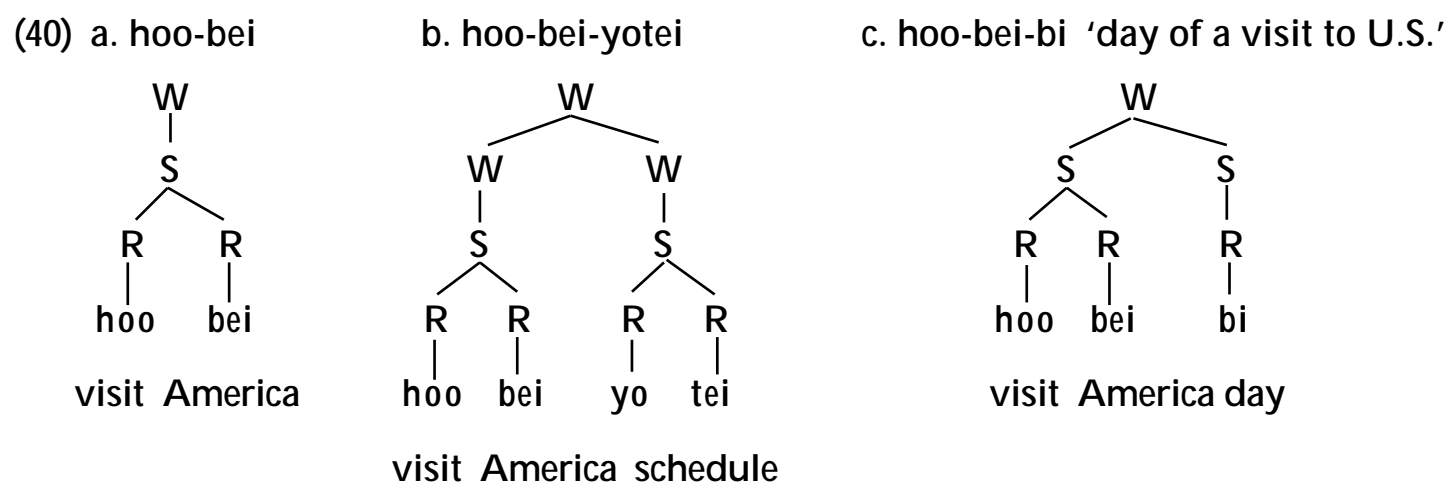 (40) a. hoo-bei b. hoo-bei-yotei c. hoo-bei-bi ‘day of a visit to U.S.’
W W W
S W W S S
R R S S R R R
hoo bei R R R R hoo bei bi
visit America hoo bei yo tei visit America day
visit America schedule